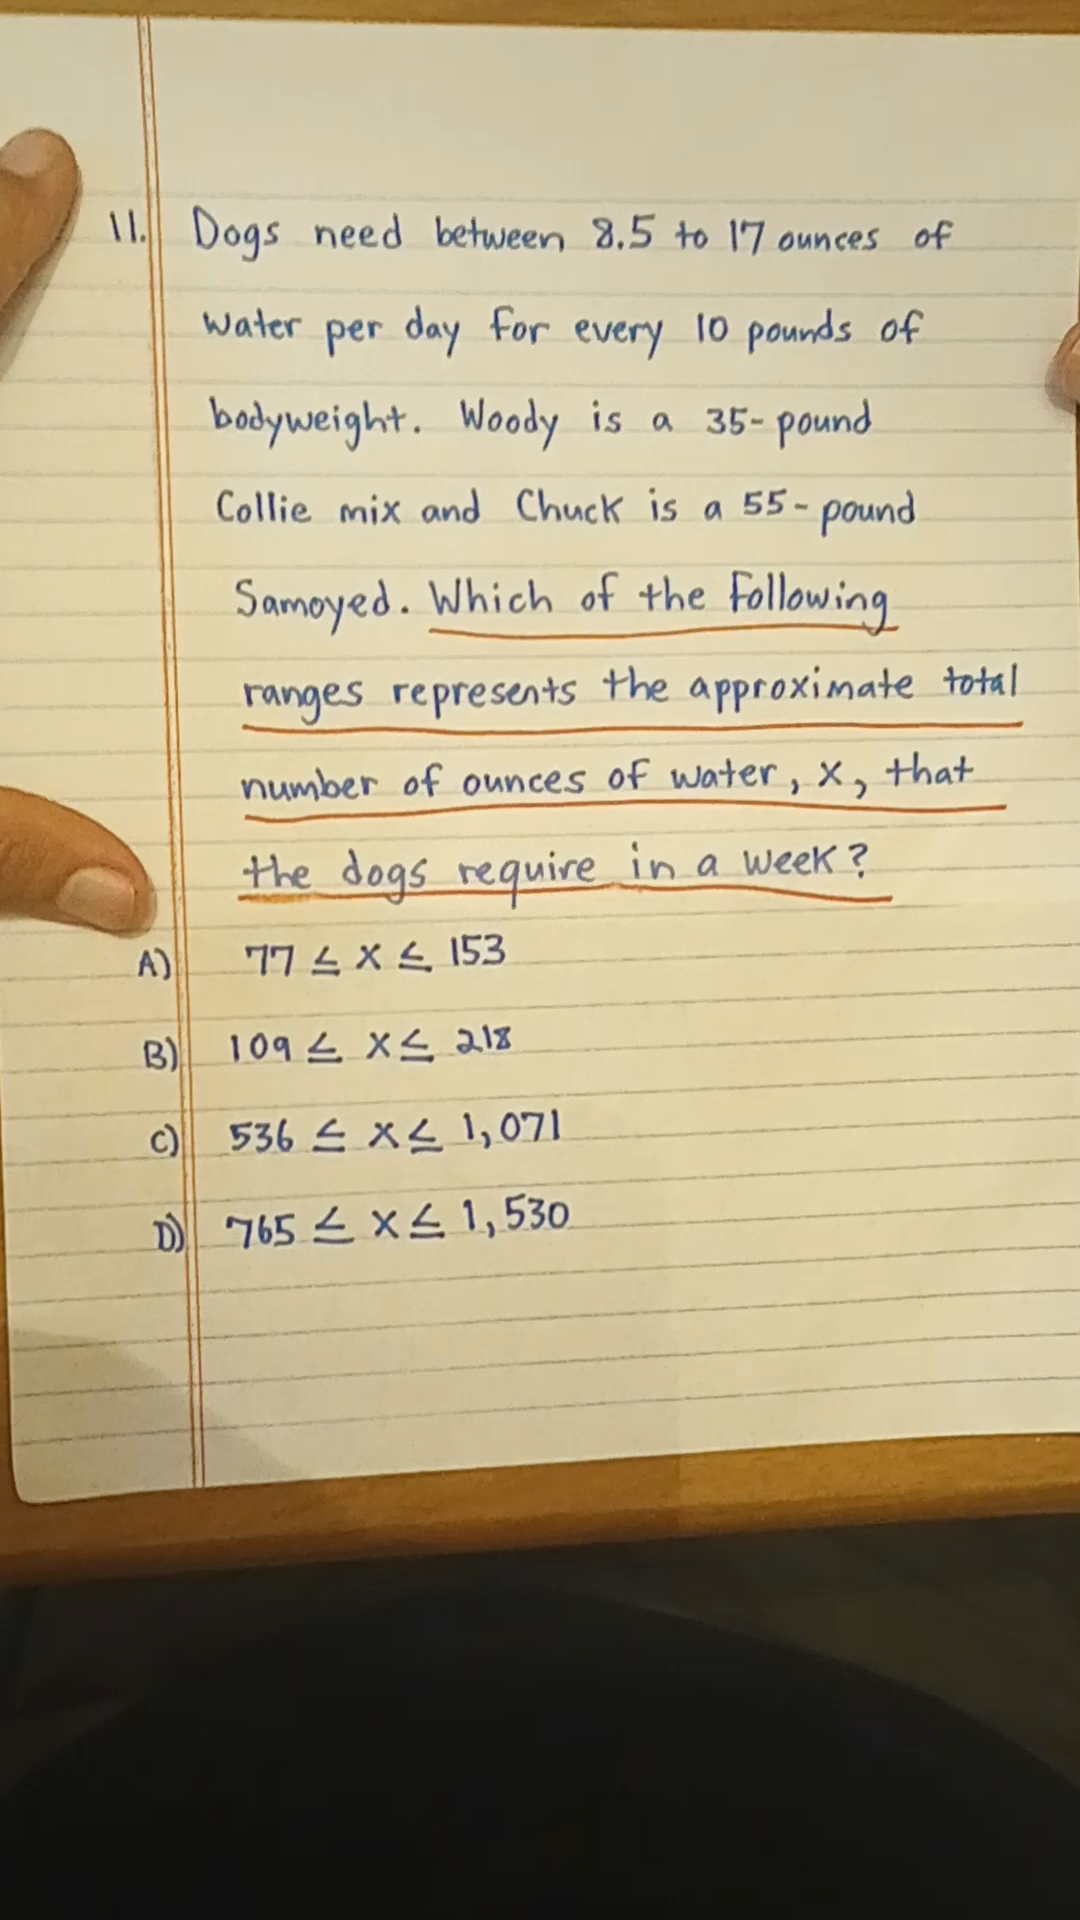 11. Dogs need between 8.5 to 17 ounces of
water per day for every 10 pounds of
bodyweight. Woody is a 35-pound
Collie mix and Chuck is a 55-pound
Samoyed. Which of the following
ranges represents the approximate total
number of ounces of water, x, that
the dogs require in a week?
A) 77 ≤ x ≤ 153
B) 109 ≤ x ≤ 218
C) 536 ≤ x ≤ 1,071
D) 765 ≤ x ≤ 1,530